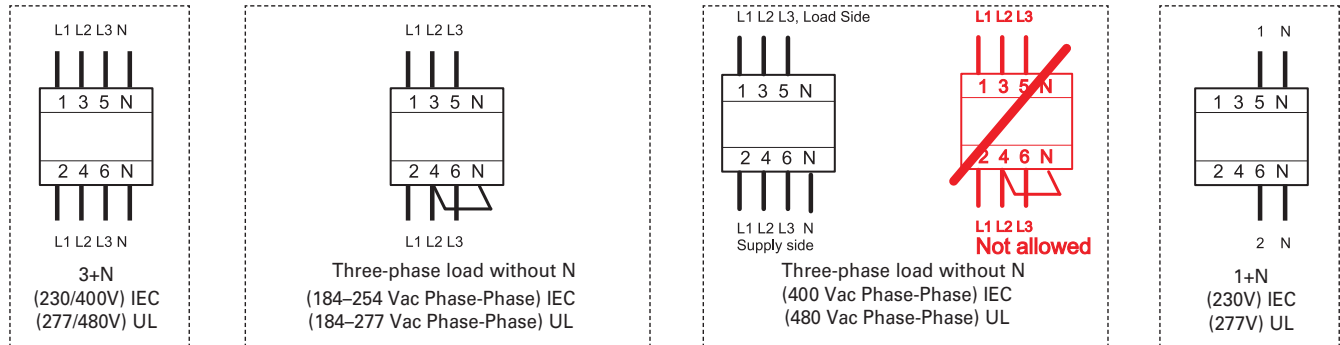 L1 L2 L3 N
1 3 5 N
2 4 6 N
L1 L2 L3 N
3+N
(230/400V) IEC
(277/480V) UL
L1 L2 L3
1 3 5 N
2 4 6 N
L1 L2 L3
Three-phase load without N
(184–254 Vac Phase-Phase) IEC
(184–277 Vac Phase-Phase) UL
L1 L2 L3, Load Side
1 3 5 N
2 4 6 N
L1 L2 L3 N
Supply side
L1 L2 L3
1 3 5 N
2 4 6 N
L1 L2 L3
Not allowed
Three-phase load without N
(400 Vac Phase-Phase) IEC
(480 Vac Phase-Phase) UL
1 N
1 3 5 N
2 4 6 N
2 N
1+N
(230V) IEC
(277V) UL